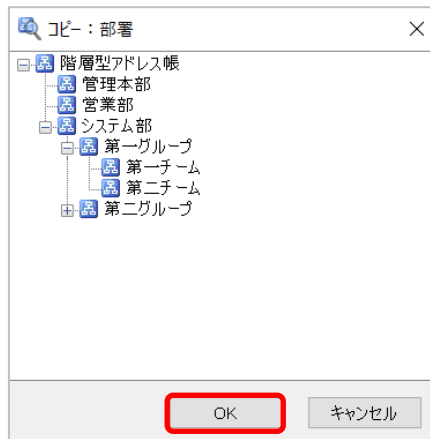 コピー：部署
階層型アドレス帳
管理本部
営業部
システム部
第一グループ
第一チーム
第二チーム
第二グループ
OK
キャンセル